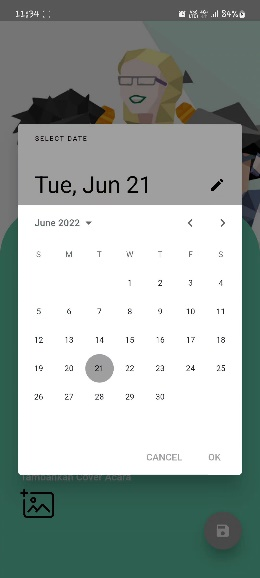 11:34
84%
SELECT DATE
Tue, Jun 21
June 2022
S M T W T F S
1 2 3 4
5 6 7 8 9 10 11
12 13 14 15 16 17 18
19 20 21 22 23 24 25
26 27 28 29 30
CANCEL OK
Tambahkan Cover Acara